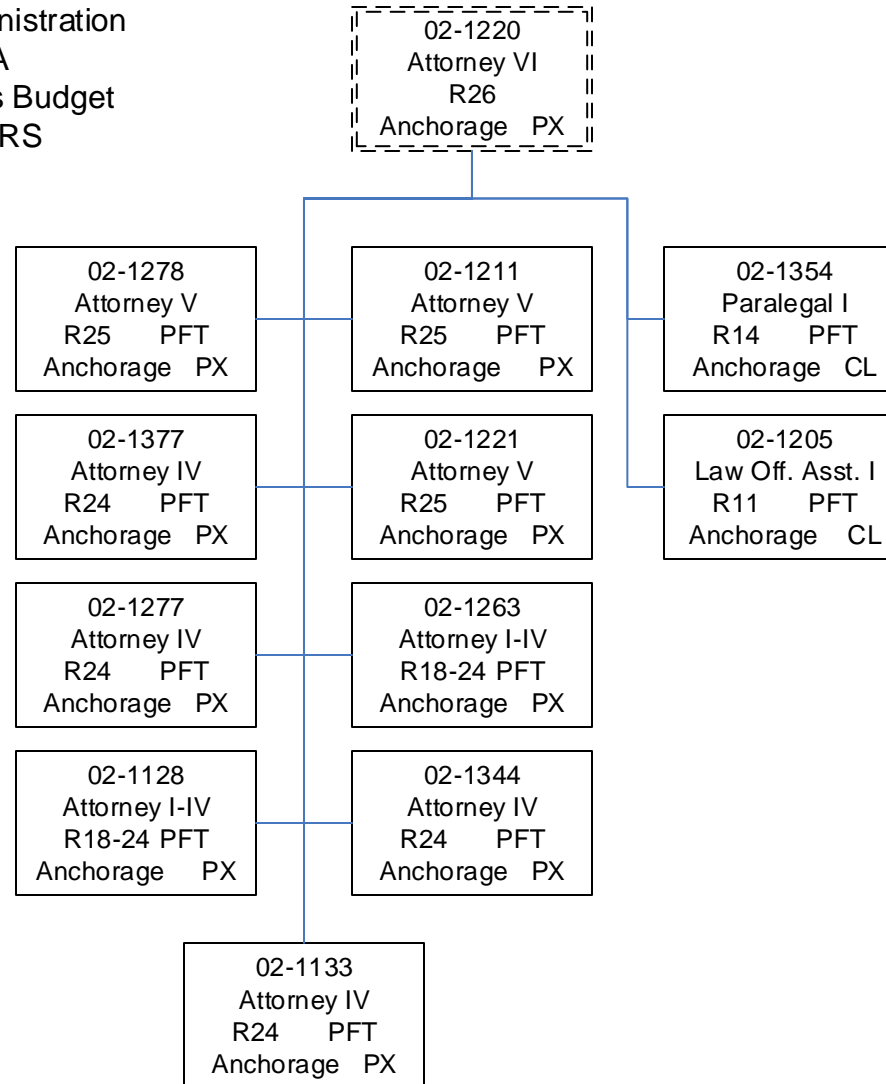 nistration
A
s Budget
RS
02-1220
Attorney VI
R26
Anchorage PX
02-1278
Attorney V
R25 PFT
Anchorage PX
02-1211
Attorney V
R25 PFT
Anchorage PX
02-1354
Paralegal I
R14 PFT
Anchorage CL
02-1377
Attorney IV
R24 PFT
Anchorage PX
02-1221
Attorney V
R25 PFT
Anchorage PX
02-1205
Law Off. Asst. I
R11 PFT
Anchorage CL
02-1277
Attorney IV
R24 PFT
Anchorage PX
02-1263
Attorney I-IV
R18-24 PFT
Anchorage PX
02-1128
Attorney I-IV
R18-24 PFT
Anchorage PX
02-1344
Attorney IV
R24 PFT
Anchorage PX
02-1133
Attorney IV
R24 PFT
Anchorage PX